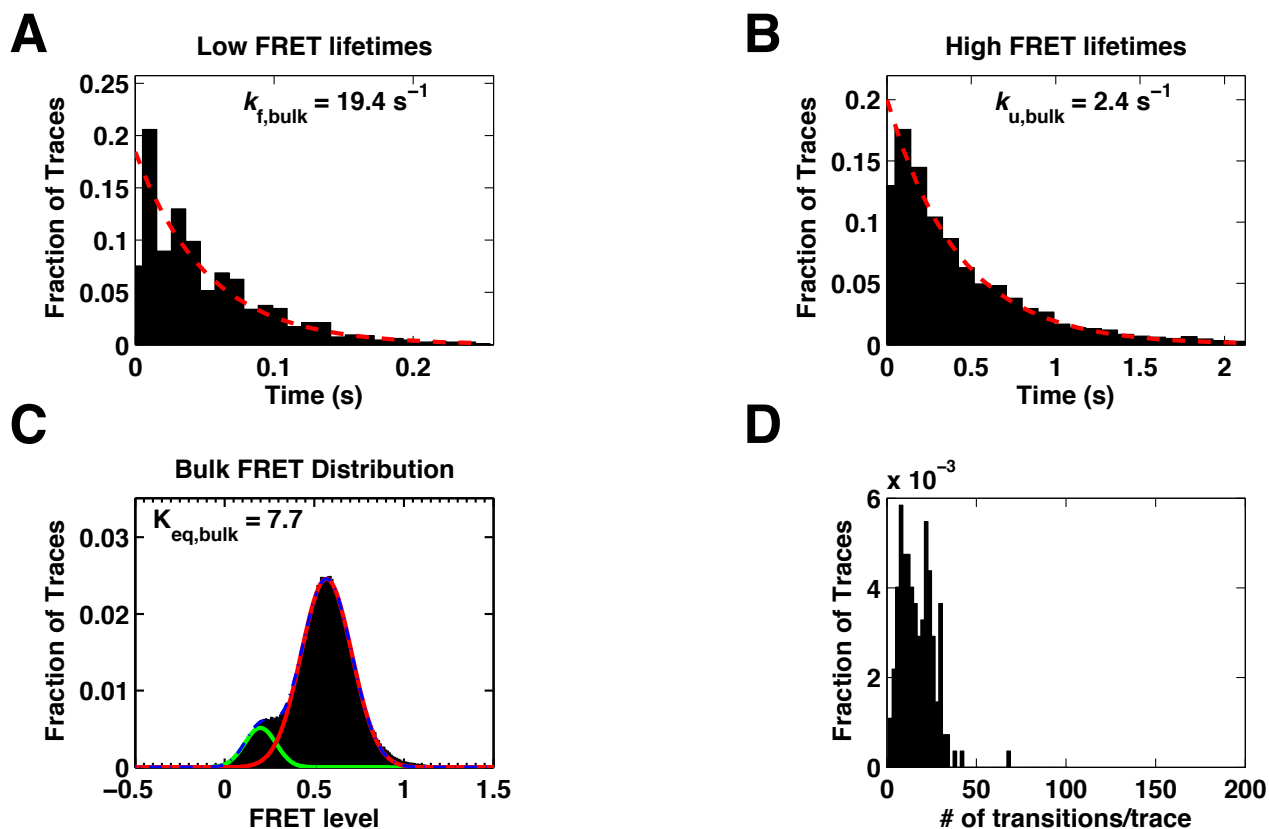 A
Low FRET lifetimes
k_f,bulk = 19.4 s⁻¹
Fraction of Traces
0.25
0.2
0.15
0.1
0.05
0
0 0.1 0.2
Time (s)
B
High FRET lifetimes
k_u,bulk = 2.4 s⁻¹
Fraction of Traces
0.2
0.15
0.1
0.05
0
0 0.5 1 1.5 2
Time (s)
C
Bulk FRET Distribution
K_eq,bulk = 7.7
Fraction of Traces
0.03
0.02
0.01
0
−0.5 0 0.5 1 1.5
FRET level
D
x 10⁻³
Fraction of Traces
6
4
2
0
0 50 100 150 200
# of transitions/trace